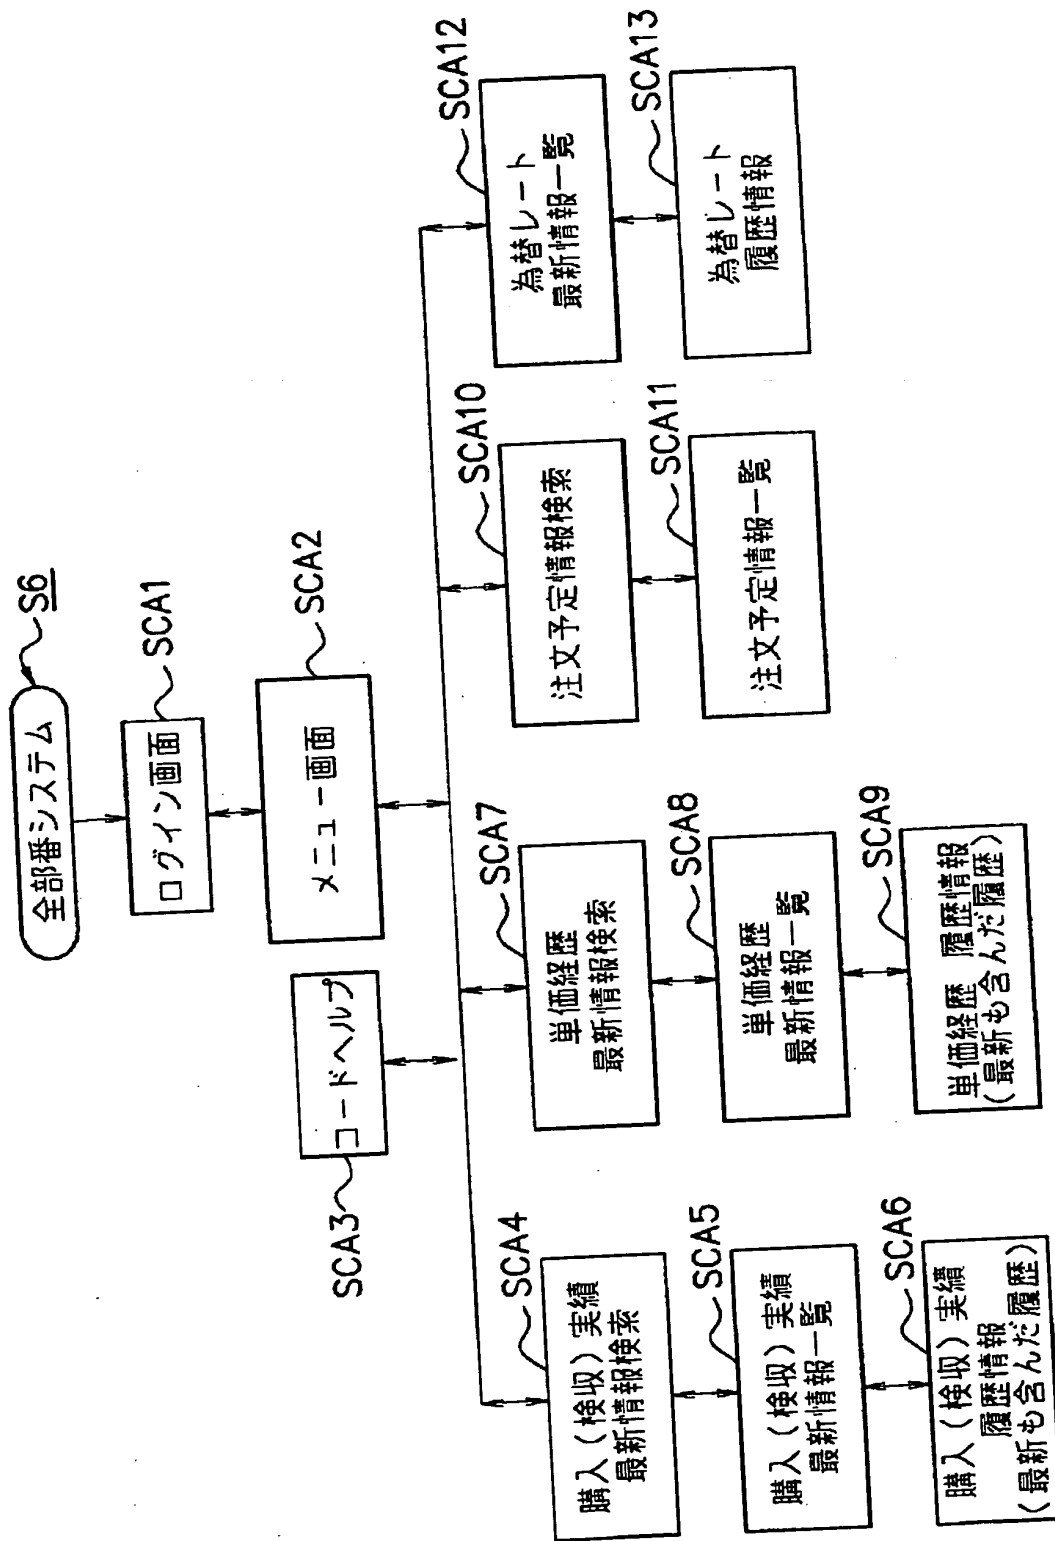 全部番システム
S6
ログイン画面
SCA1
メニュー画面
SCA2
コードヘルプ
SCA3
購入(検収)実績
最新情報検索
SCA4
購入(検収)実績
最新情報一覧
SCA5
購入(検収)実績
履歴情報
(最新も含んだ履歴)
SCA6
単価経歴
最新情報検索
SCA7
単価経歴
最新情報一覧
SCA8
単価経歴 履歴情報
(最新も含んだ履歴)
SCA9
注文予定情報検索
SCA10
注文予定情報一覧
SCA11
為替レート
最新情報一覧
SCA12
為替レート
履歴情報
SCA13